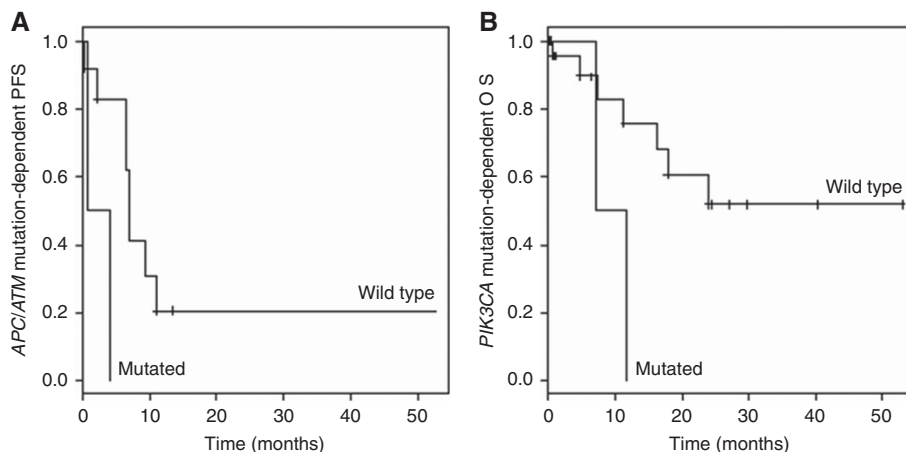 A
APC/ATM mutation-dependent PFS
1.0
0.8
0.6
0.4
0.2
0.0
Wild type
Mutated
0 10 20 30 40 50
Time (months)
B
PIK3CA mutation-dependent O S
1.0
0.8
0.6
0.4
0.2
0.0
Wild type
Mutated
0 10 20 30 40 50
Time (months)